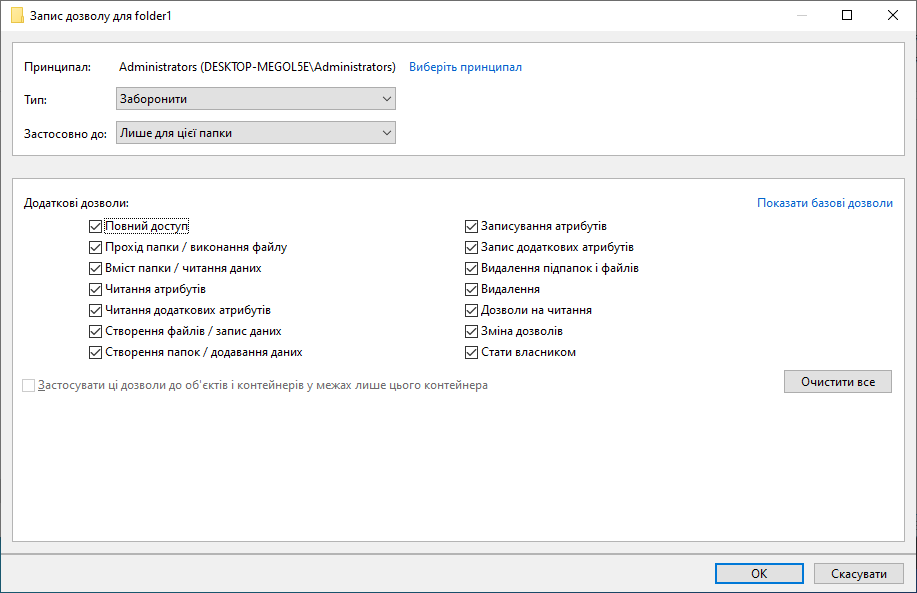 Запис дозволу для folder1
Принципал: Administrators (DESKTOP-MEGOL5E\Administrators) Виберіть принципал
Тип: Заборонити
Застосовно до: Лише для цієї папки
Додаткові дозволи: Показати базові дозволи
Повний доступ Записування атрибутів
Прохід папки / виконання файлу Запис додаткових атрибутів
Вміст папки / читання даних Видалення підпапок і файлів
Читання атрибутів Видалення
Читання додаткових атрибутів Дозволи на читання
Створення файлів / запис даних Зміна дозволів
Створення папок / додавання даних Стати власником
Застосувати ці дозволи до об'єктів і контейнерів у межах лише цього контейнера Очистити все
ОК Скасувати